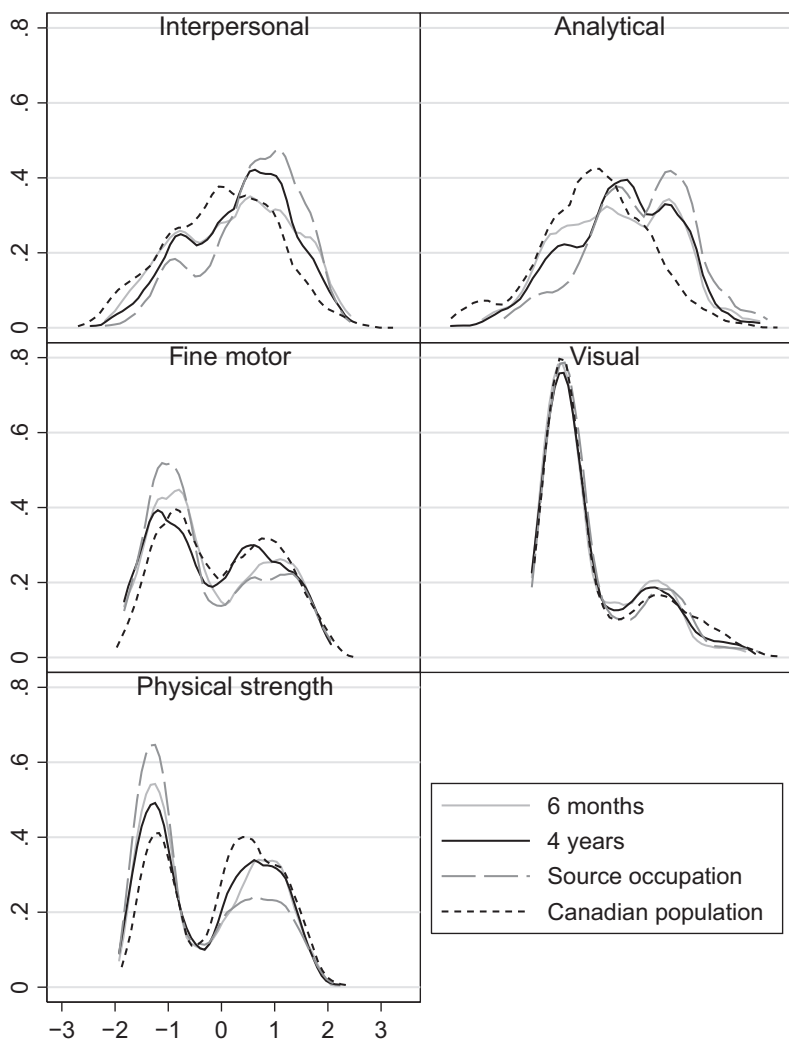 Interpersonal
Analytical
.8
.6
.4
.2
0
Fine motor
Visual
.8
.6
.4
.2
0
Physical strength
.8
.6
.4
.2
0
−3 −2 −1 0 1 2 3
6 months
4 years
Source occupation
Canadian population